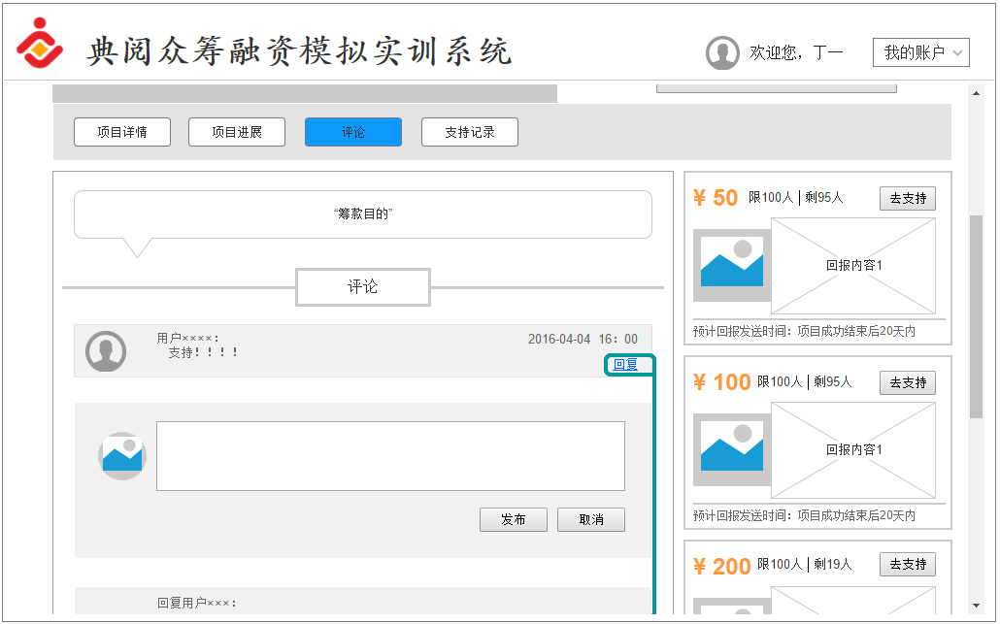 典阅众筹融资模拟实训系统
欢迎您，丁一
我的账户
项目详情
项目进展
评论
支持记录
“筹款目的”
评论
用户××××：
支持！！！！
2016-04-04 16：00
回复
发布
取消
回复用户×××：
¥ 50 限100人 | 剩95人
去支持
回报内容1
预计回报发送时间：项目成功结束后20天内
¥ 100 限100人 | 剩95人
去支持
回报内容1
预计回报发送时间：项目成功结束后20天内
¥ 200 限100人 | 剩19人
去支持